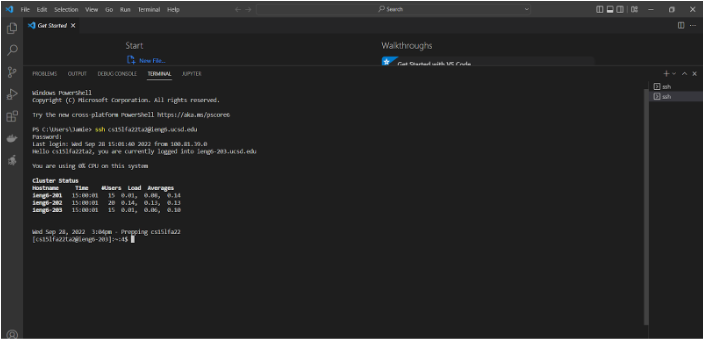 File Edit Selection View Go Run Terminal Help
Search
Get Started
Start
New File...
Walkthroughs
Get Started with VS Code
PROBLEMS OUTPUT DEBUG CONSOLE TERMINAL JUPYTER
ssh
ssh
Windows PowerShell
Copyright (C) Microsoft Corporation. All rights reserved.
Try the new cross-platform PowerShell https://aka.ms/pscore6
PS C:\Users\Jamie> ssh cs15lfa22ta2@ieng6.ucsd.edu
Password:
Last login: Wed Sep 28 15:01:40 2022 from 100.81.39.0
Hello cs15lfa22ta2, you are currently logged into ieng6-203.ucsd.edu
You are using 0% CPU on this system
Cluster Status
Hostname Time #Users Load Averages
ieng6-201 15:00:01 15 0.01, 0.08, 0.14
ieng6-202 15:00:01 20 0.14, 0.13, 0.13
ieng6-203 15:00:01 15 0.01, 0.06, 0.10
Wed Sep 28, 2022 3:04pm - Prepping cs15lfa22
[cs15lfa22ta2@ieng6-203]:~:4$